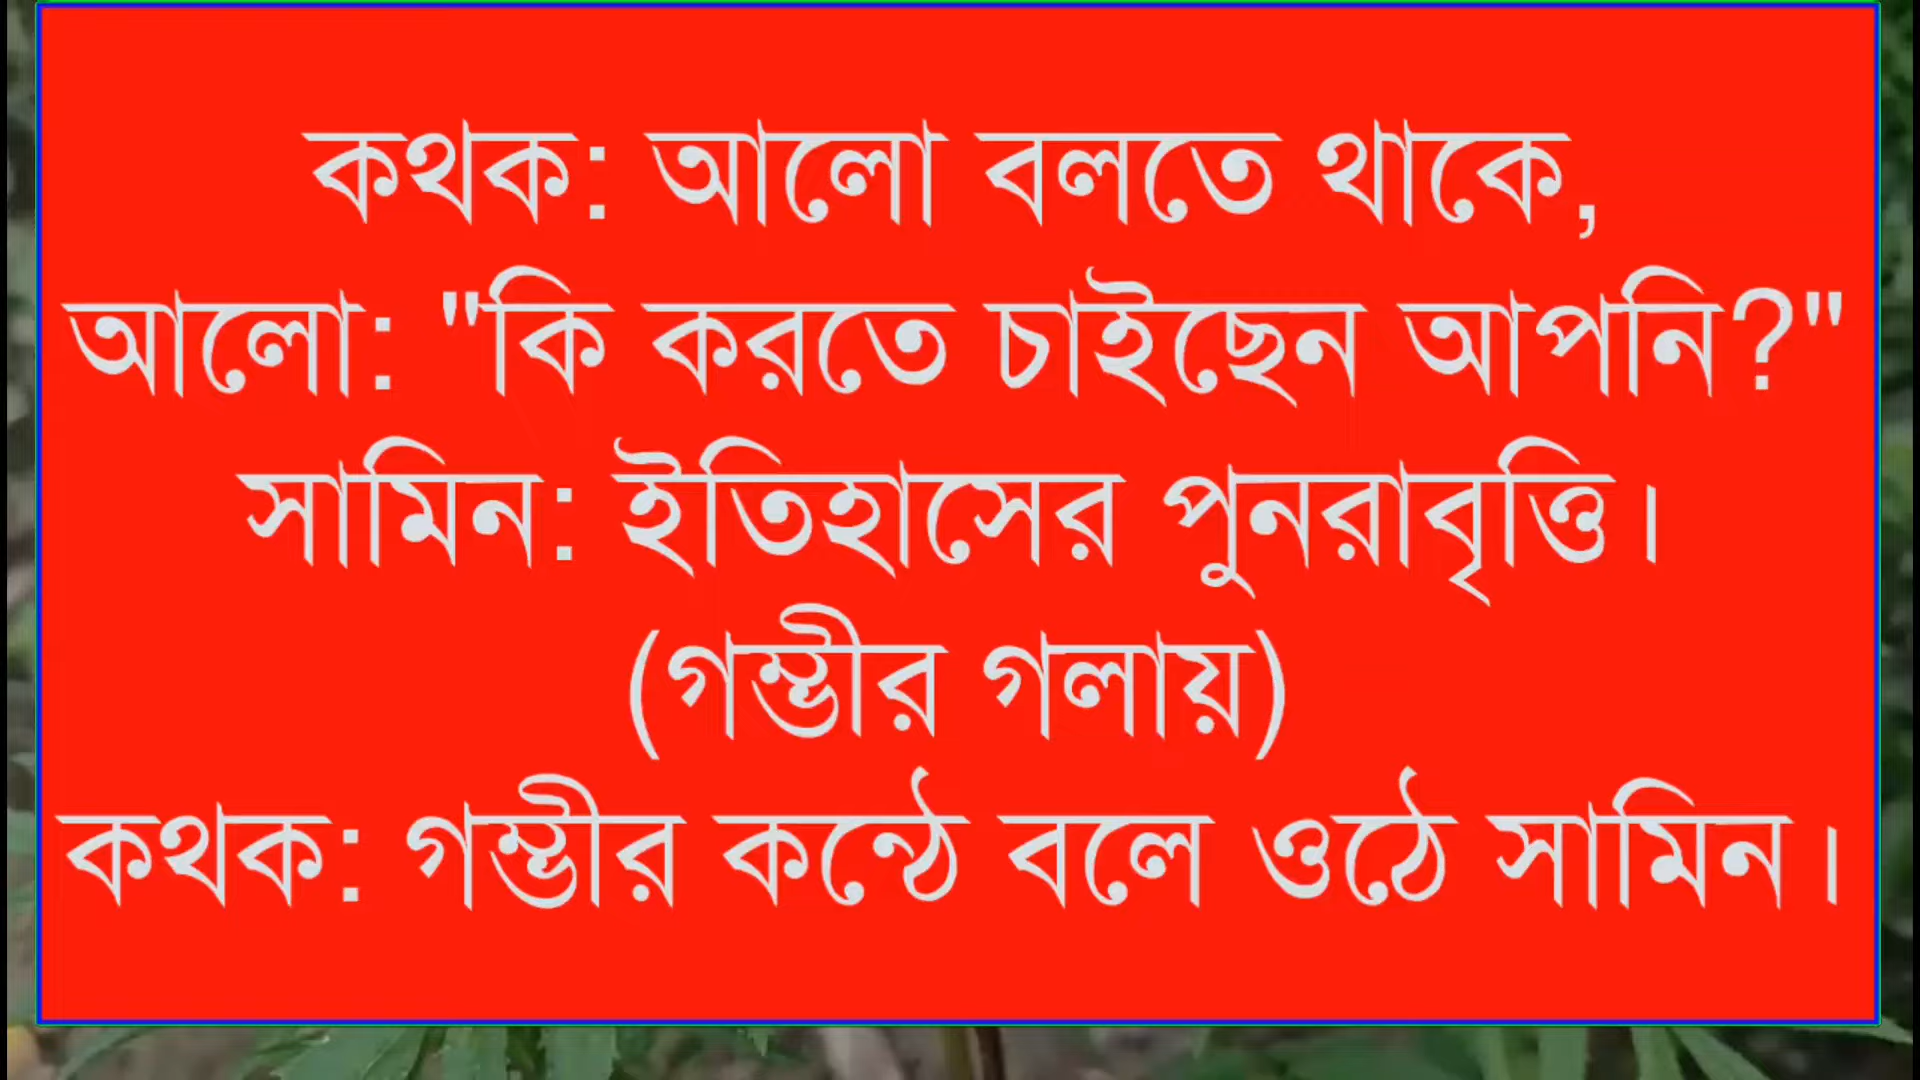 কথক: আলো বলতে থাকে,
আলো: "কি করতে চাইছেন আপনি?"
সামিন: ইতিহাসের পুনরাবৃত্তি।
(গম্ভীর গলায়)
কথক: গম্ভীর কন্ঠে বলে ওঠে সামিন।